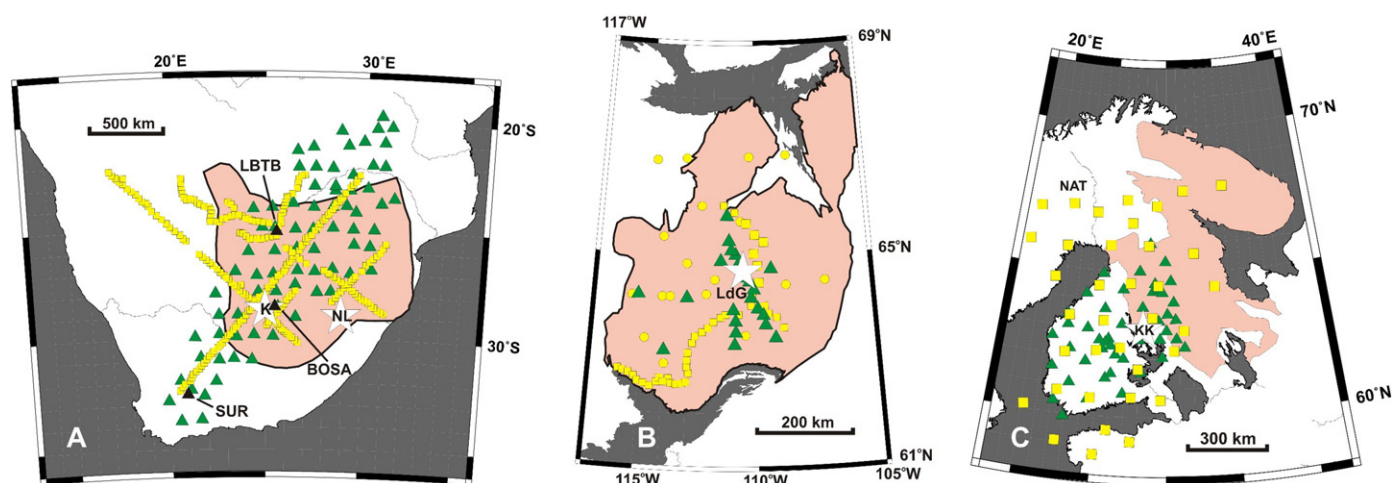 20°E
30°E
500 km
20°S
LBTB
K
NL
BOSA
30°S
SUR
A
117°W
69°N
65°N
LdG
B
200 km
61°N
115°W
110°W
105°W
20°E
40°E
70°N
NAT
KK
60°N
C
300 km